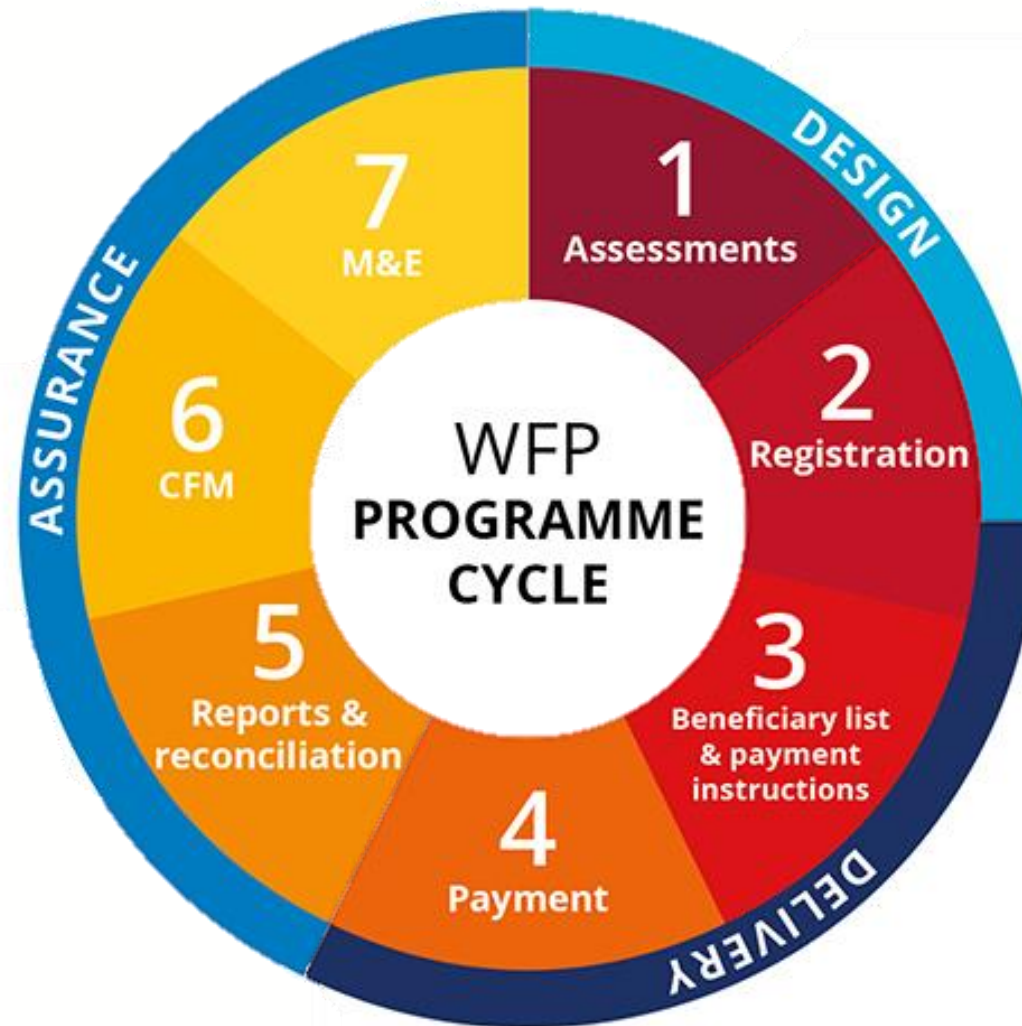 WFP
PROGRAMME
CYCLE
DESIGN
1
Assessments
2
Registration
DELIVERY
3
Beneficiary list
& payment
instructions
4
Payment
ASSURANCE
5
Reports &
reconciliation
6
CFM
7
M&E